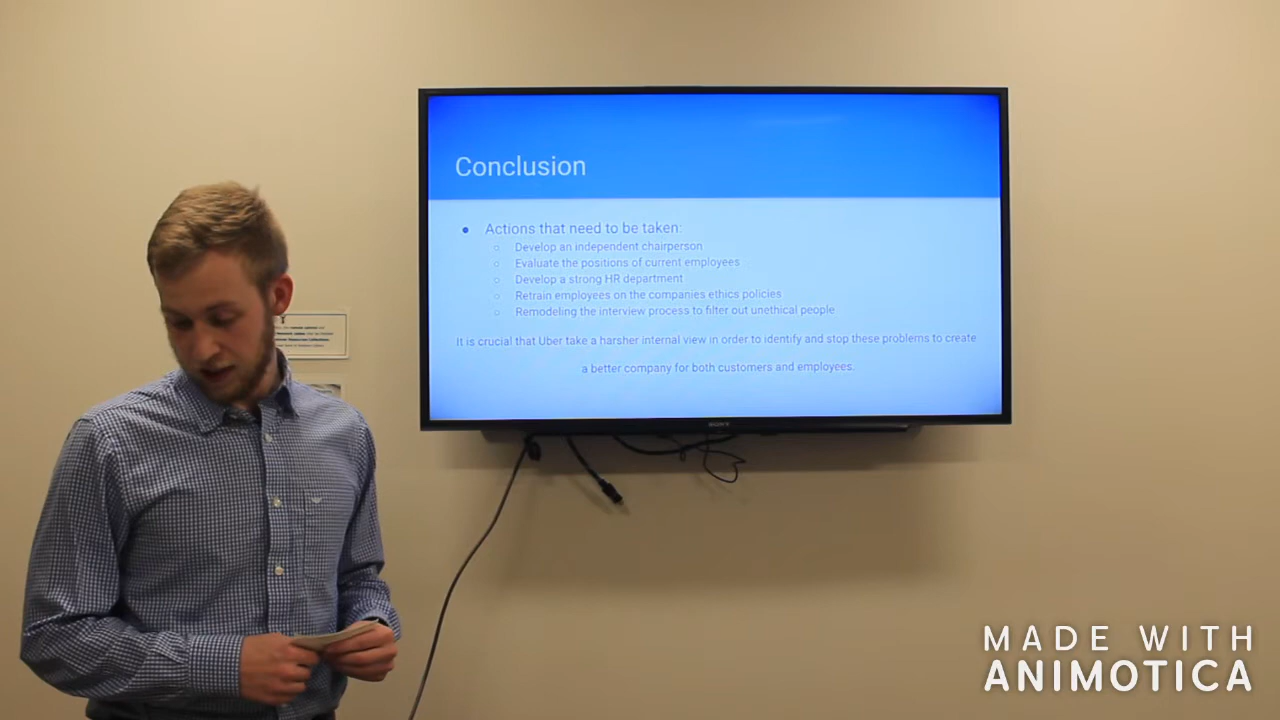 Conclusion
Actions that need to be taken:
Develop an independent chairperson
Evaluate the positions of current employees
Develop a strong HR department
Retrain employees on the companies ethics policies
Remodeling the interview process to filter out unethical people
It is crucial that Uber take a harsher internal view in order to identify and stop these problems to create
a better company for both customers and employees.
SONY
MADE WITH
ANIMOTICA